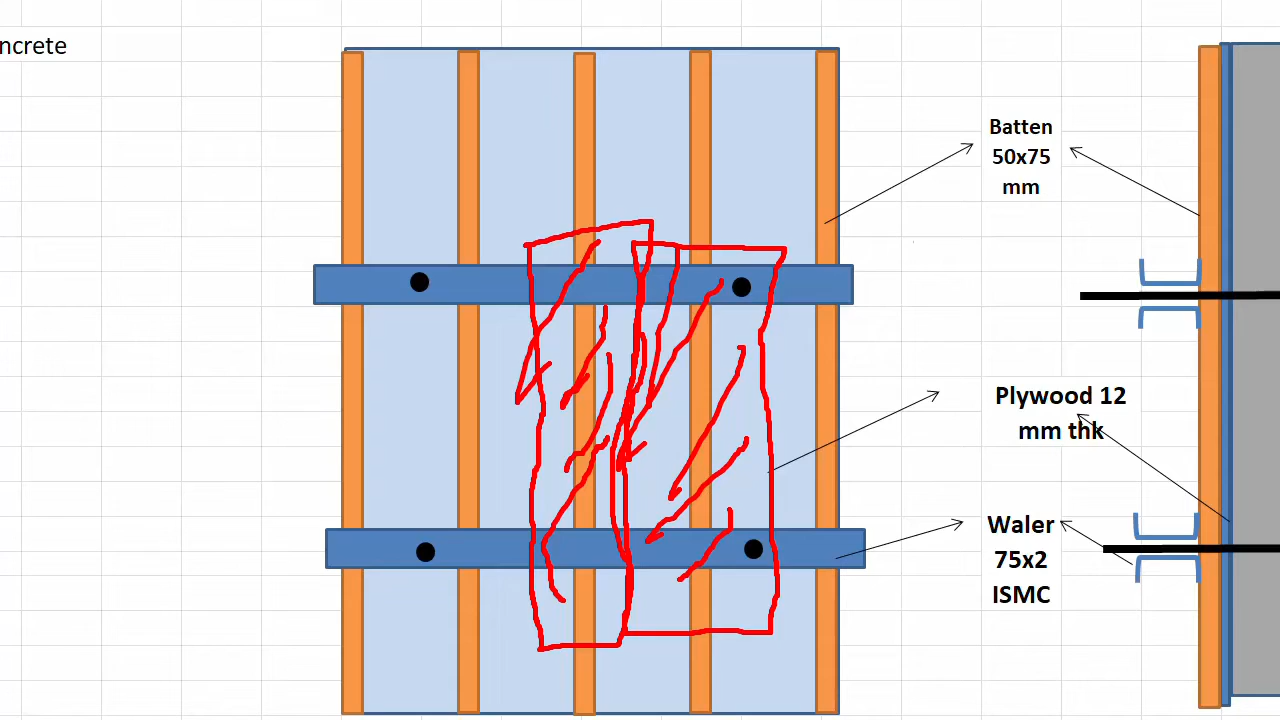 ncrete
Batten
50x75
mm
Plywood 12
mm thk
Waler
75x2
ISMC